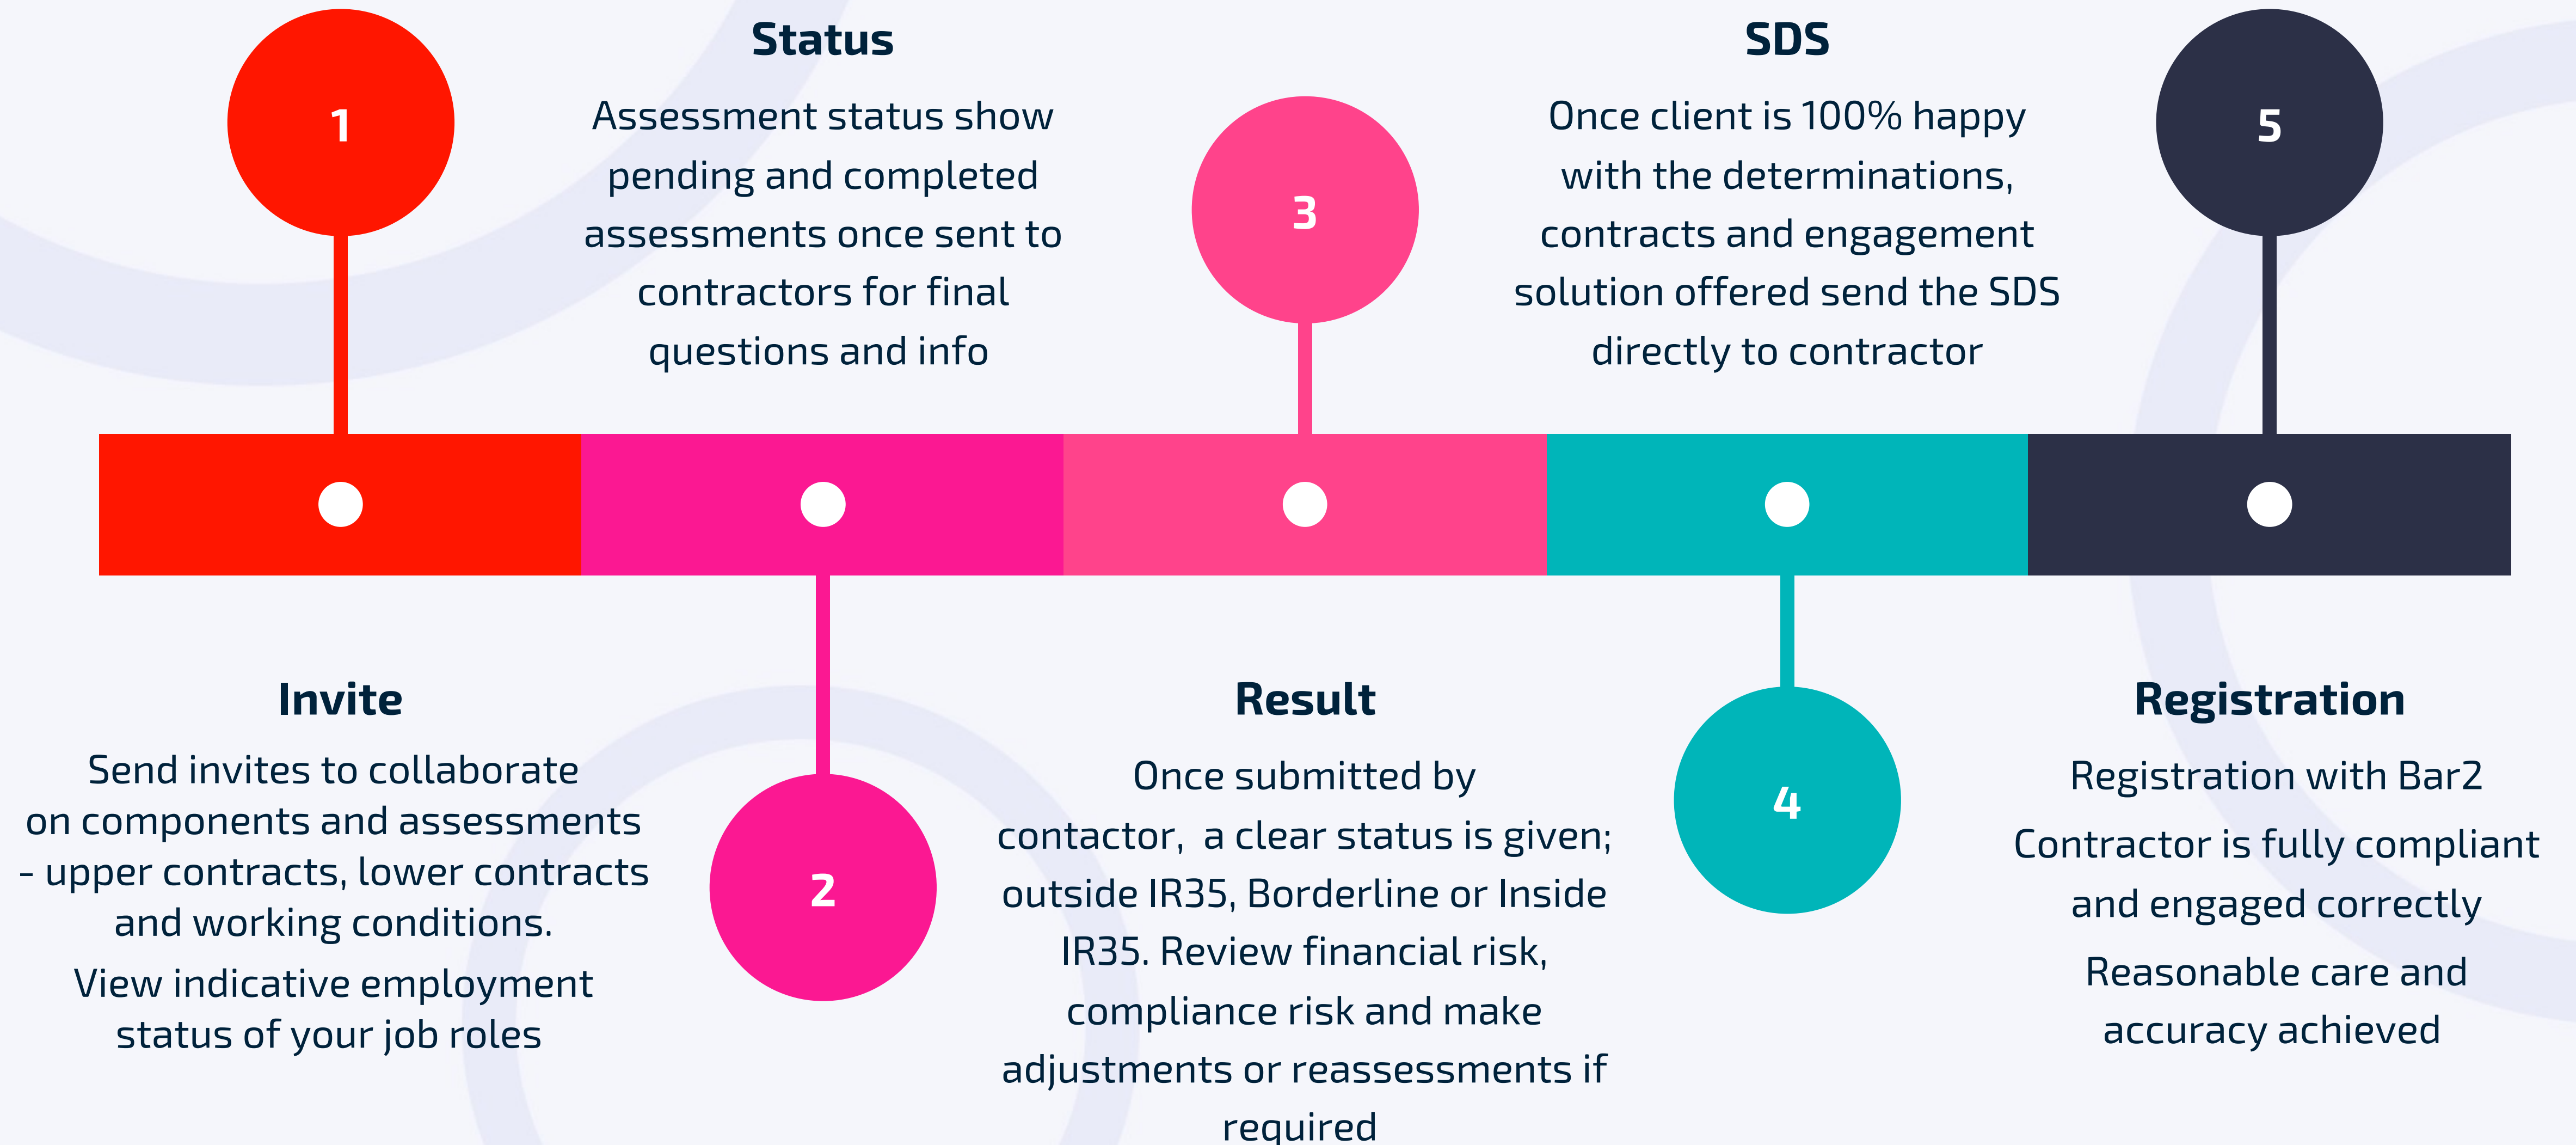 1
Invite
Send invites to collaborate
on components and assessments
- upper contracts, lower contracts
and working conditions.
View indicative employment
status of your job roles
Status
Assessment status show
pending and completed
assessments once sent to
contractors for final
questions and info
2
3
Result
Once submitted by
contactor,  a clear status is given;
outside IR35, Borderline or Inside
IR35. Review financial risk,
compliance risk and make
adjustments or reassessments if
required
SDS
Once client is 100% happy
with the determinations,
contracts and engagement
solution offered send the SDS
directly to contractor
4
5
Registration
Registration with Bar2
Contractor is fully compliant
and engaged correctly
Reasonable care and
accuracy achieved